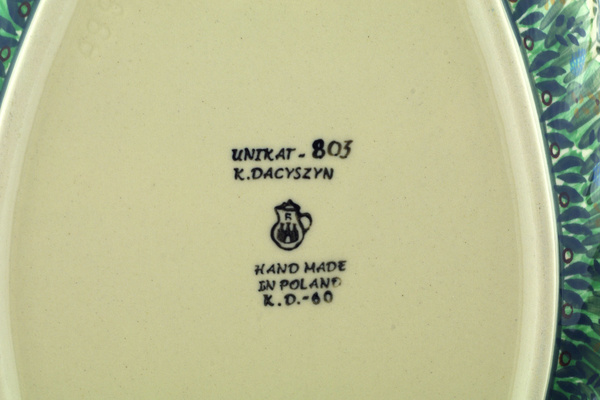 UNIKAT - 803
K.DACYSZYN
R
HAND MADE
IN POLAND
K.D.-60